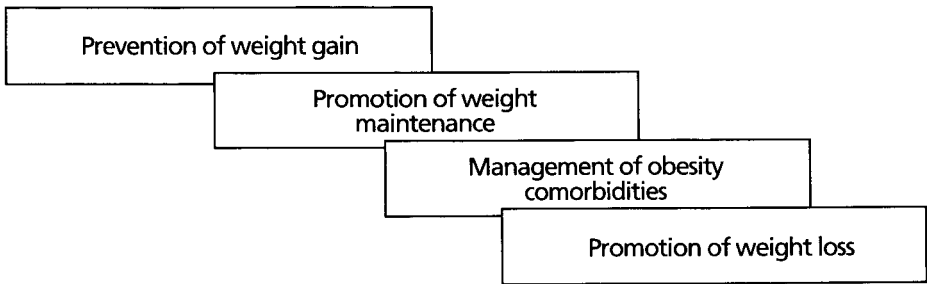 Prevention of weight gain
Promotion of weight
maintenance
Management of obesity
comorbidities
Promotion of weight loss